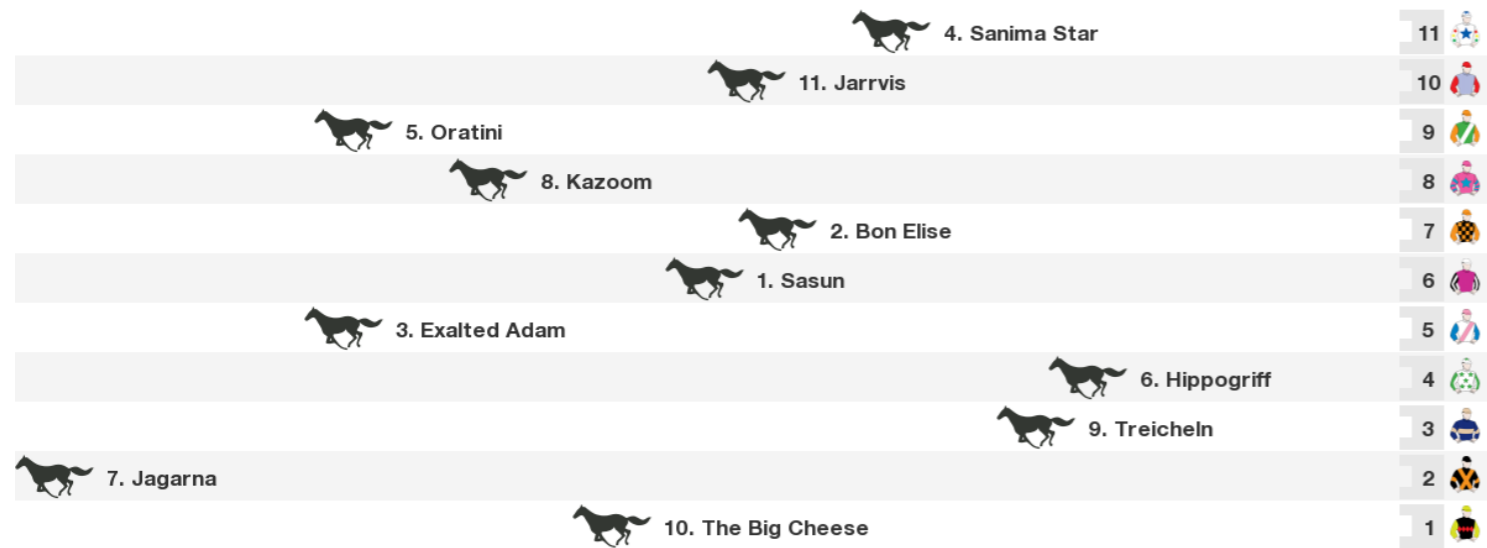 4. Sanima Star 11
11. Jarrvis 10
5. Oratini 9
8. Kazoom 8
2. Bon Elise 7
1. Sasun 6
3. Exalted Adam 5
6. Hippogriff 4
9. Treicheln 3
7. Jagarna 2
10. The Big Cheese 1